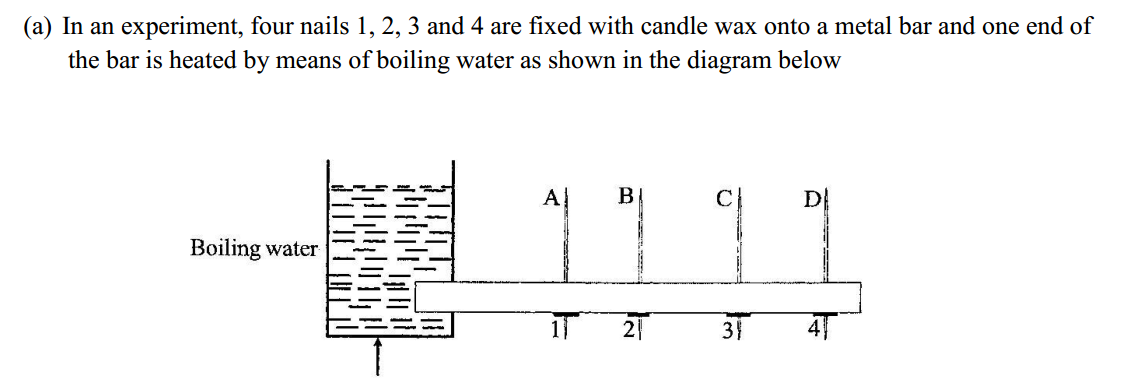 (a) In an experiment, four nails 1, 2, 3 and 4 are fixed with candle wax onto a metal bar and one end of
the bar is heated by means of boiling water as shown in the diagram below
A B C D
Boiling water
1 2 3 4